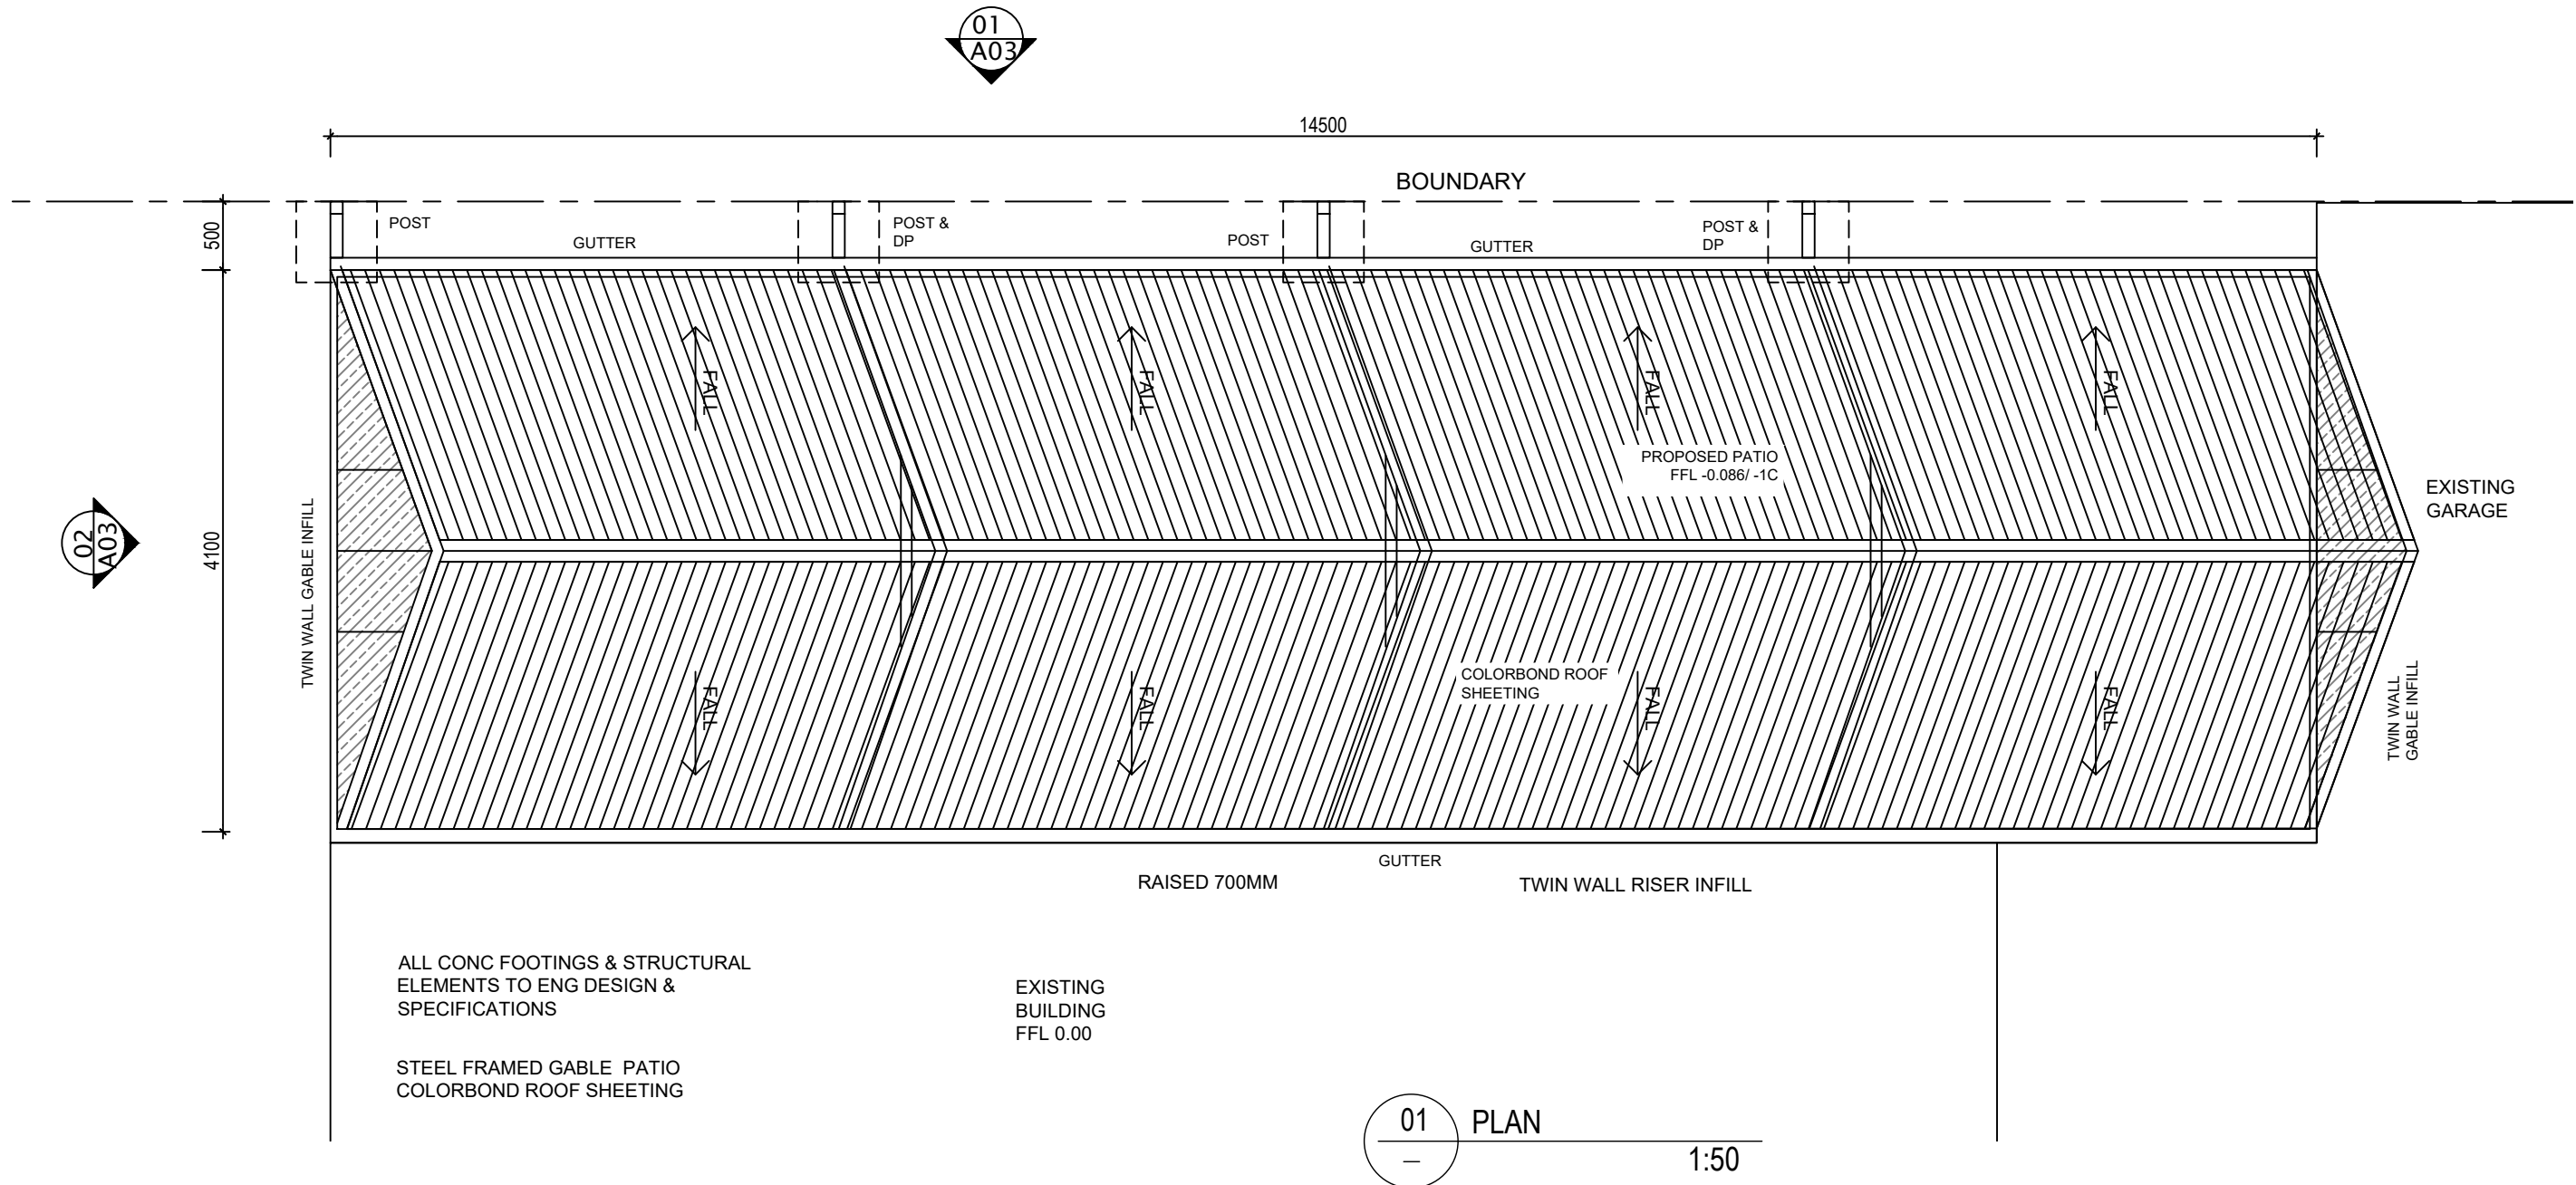 01
A03
14500
BOUNDARY
500
POST
GUTTER
POST &
DP
POST
GUTTER
POST &
DP
FALL
FALL
FALL
FALL
PROPOSED PATIO
FFL -0.086/ -1C
EXISTING
GARAGE
02
A03
4100
TWIN WALL GABLE INFILL
COLORBOND ROOF
SHEETING
FALL
FALL
FALL
FALL
TWIN WALL
GABLE INFILL
GUTTER
RAISED 700MM
TWIN WALL RISER INFILL
ALL CONC FOOTINGS & STRUCTURAL
ELEMENTS TO ENG DESIGN &
SPECIFICATIONS
EXISTING
BUILDING
FFL 0.00
STEEL FRAMED GABLE PATIO
COLORBOND ROOF SHEETING
01
–
PLAN
1:50